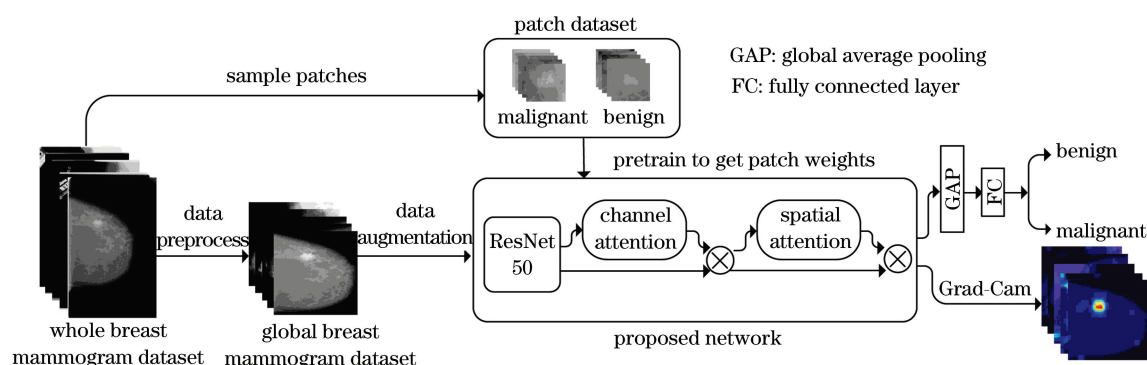 patch dataset
GAP: global average pooling
sample patches
FC: fully connected layer
malignant
benign
pretrain to get patch weights
data
preprocess
data
augmentation
ResNet
50
channel
attention
spatial
attention
GAP
FC
benign
malignant
Grad-Cam
whole breast
mammogram dataset
global breast
mammogram dataset
proposed network